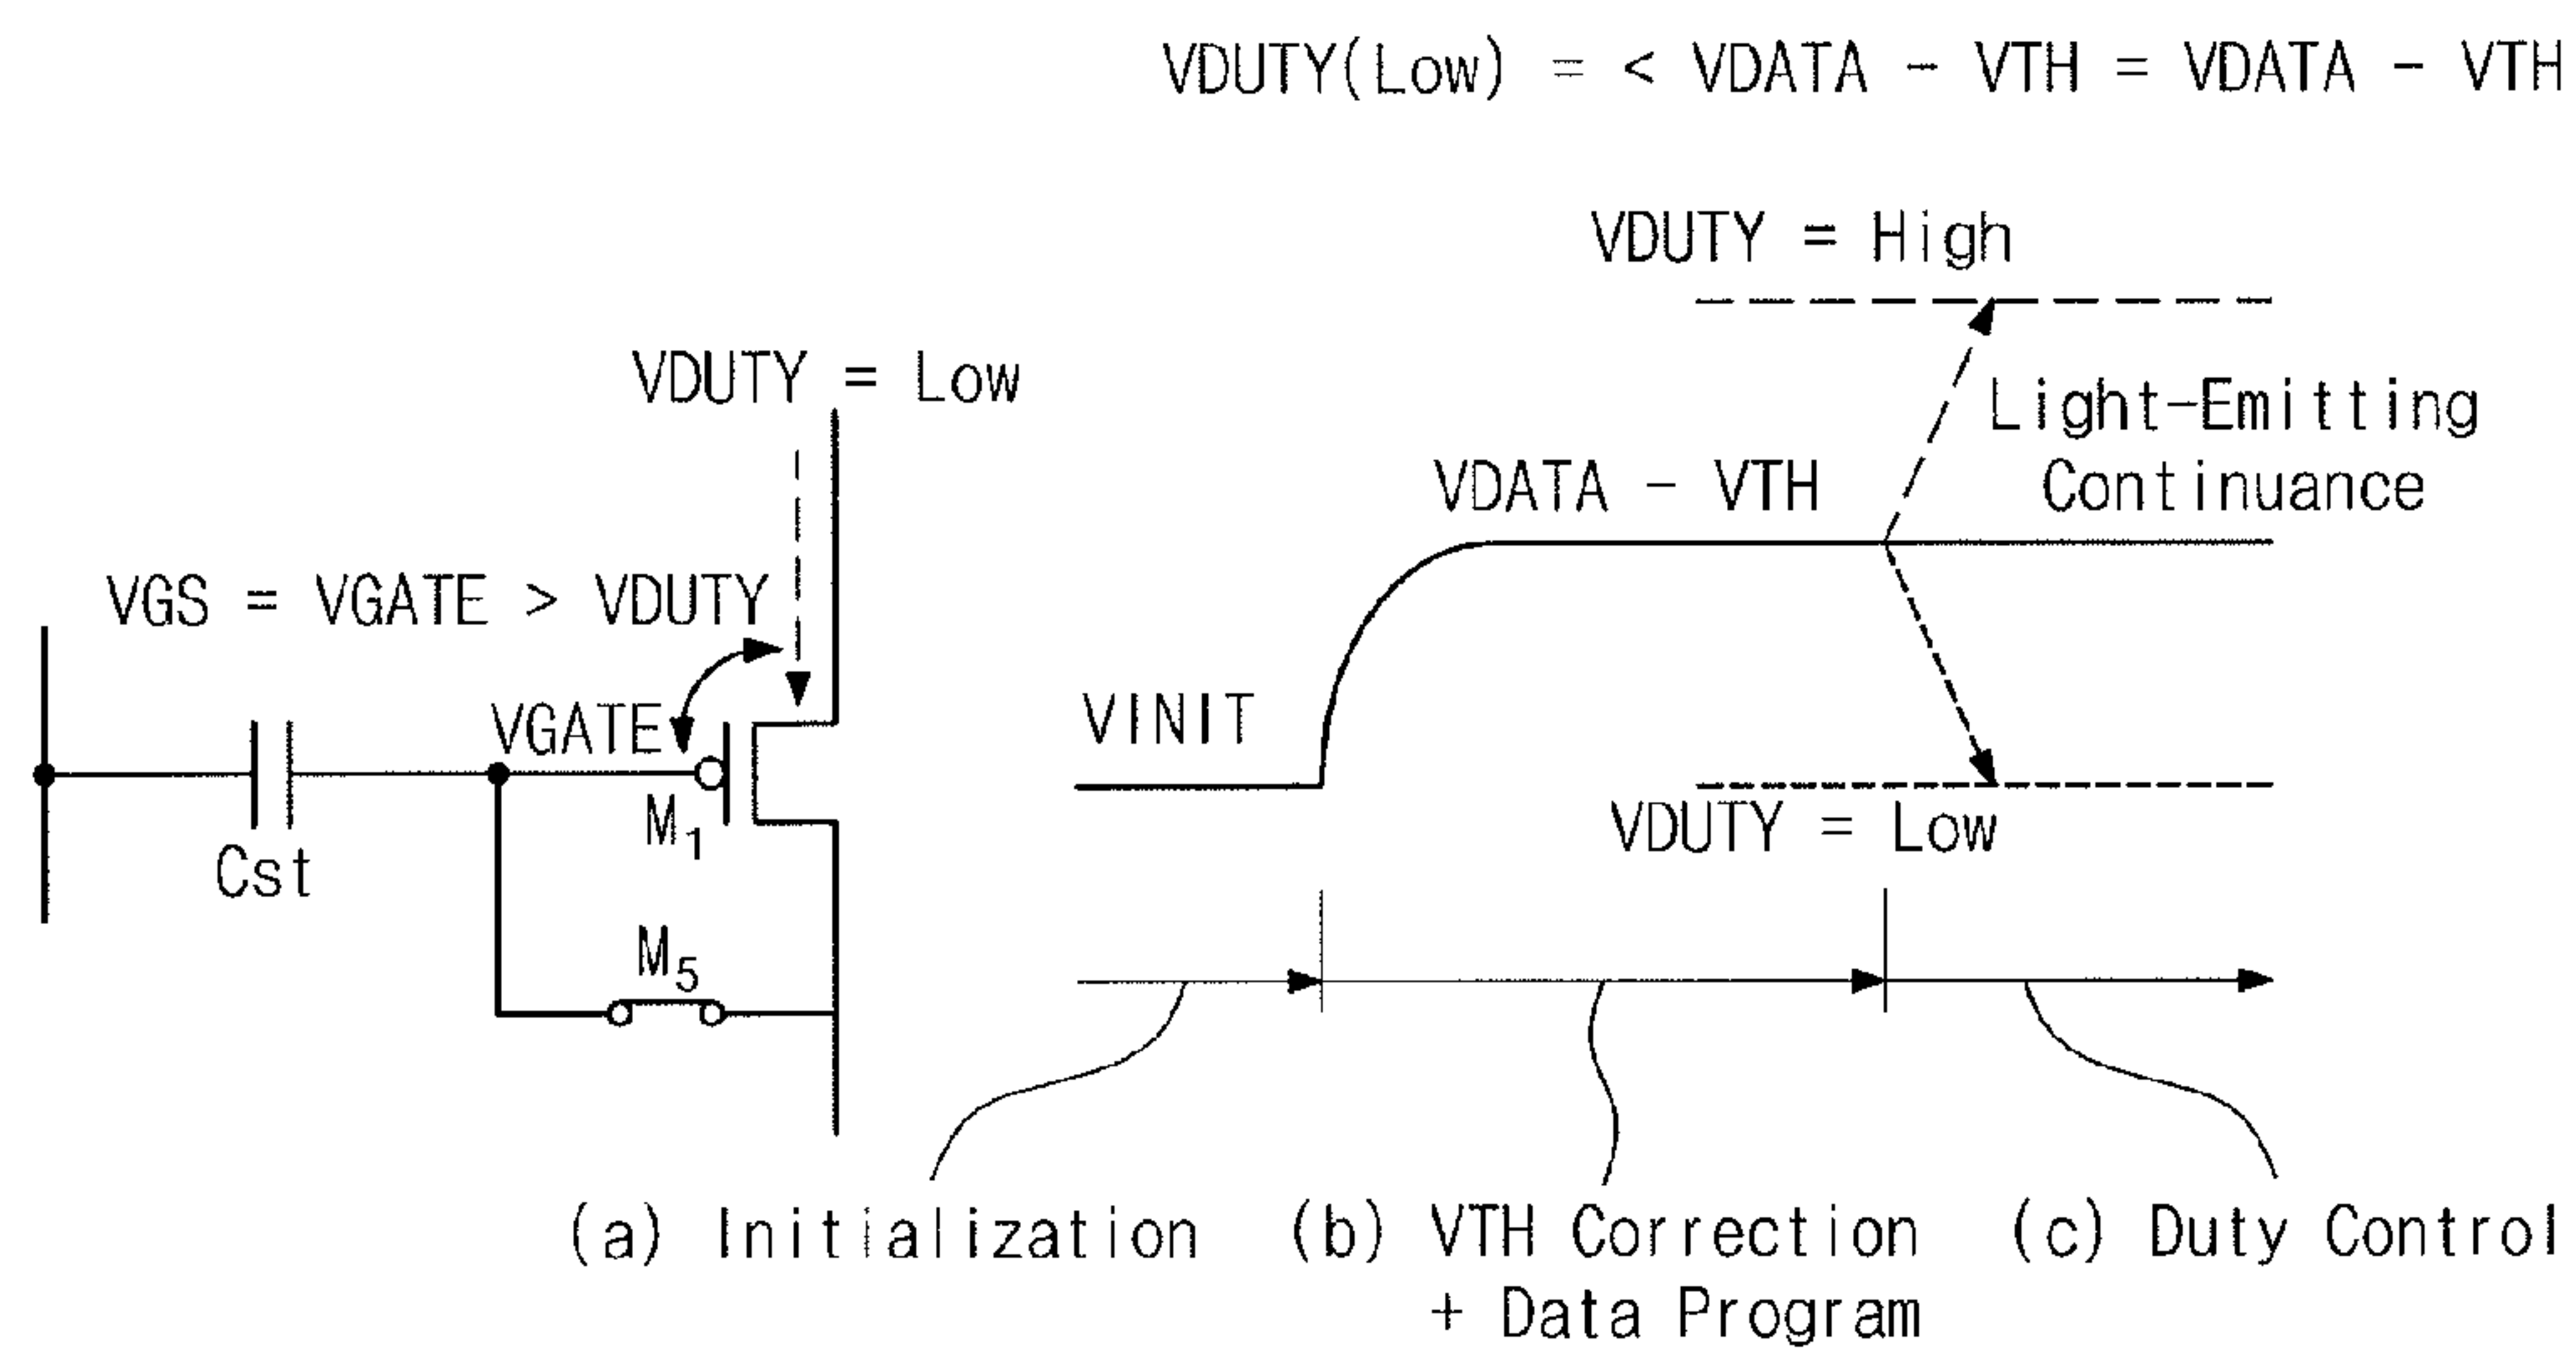 VDUTY(Low) = < VDATA - VTH = VDATA - VTH
VDUTY = High
VDUTY = Low
Light-Emitting
Continuance
VDATA - VTH
VGS = VGATE > VDUTY
VGATE
VINIT
M1
VDUTY = Low
Cst
M5
(a) Initialization
(b) VTH Correction
+ Data Program
(c) Duty Control